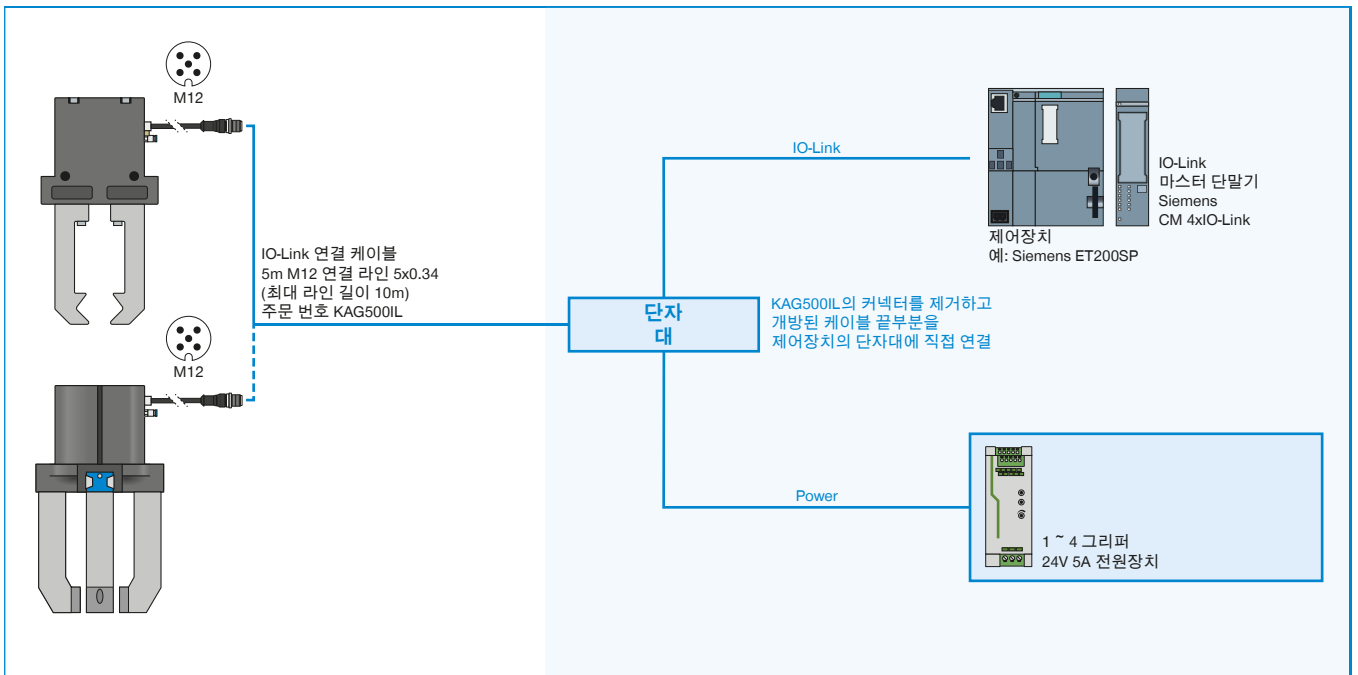 M12
IO-Link 연결 케이블
5m M12 연결 라인 5x0.34
(최대 라인 길이 10m)
주문 번호 KAG500IL
M12
IO-Link
IO-Link
마스터 단말기
Siemens
CM 4xIO-Link
제어장치
예: Siemens ET200SP
단자
대
KAG500IL의 커넥터를 제거하고
개방된 케이블 끝부분을
제어장치의 단자대에 직접 연결
Power
1 ~ 4 그리퍼
24V 5A 전원장치